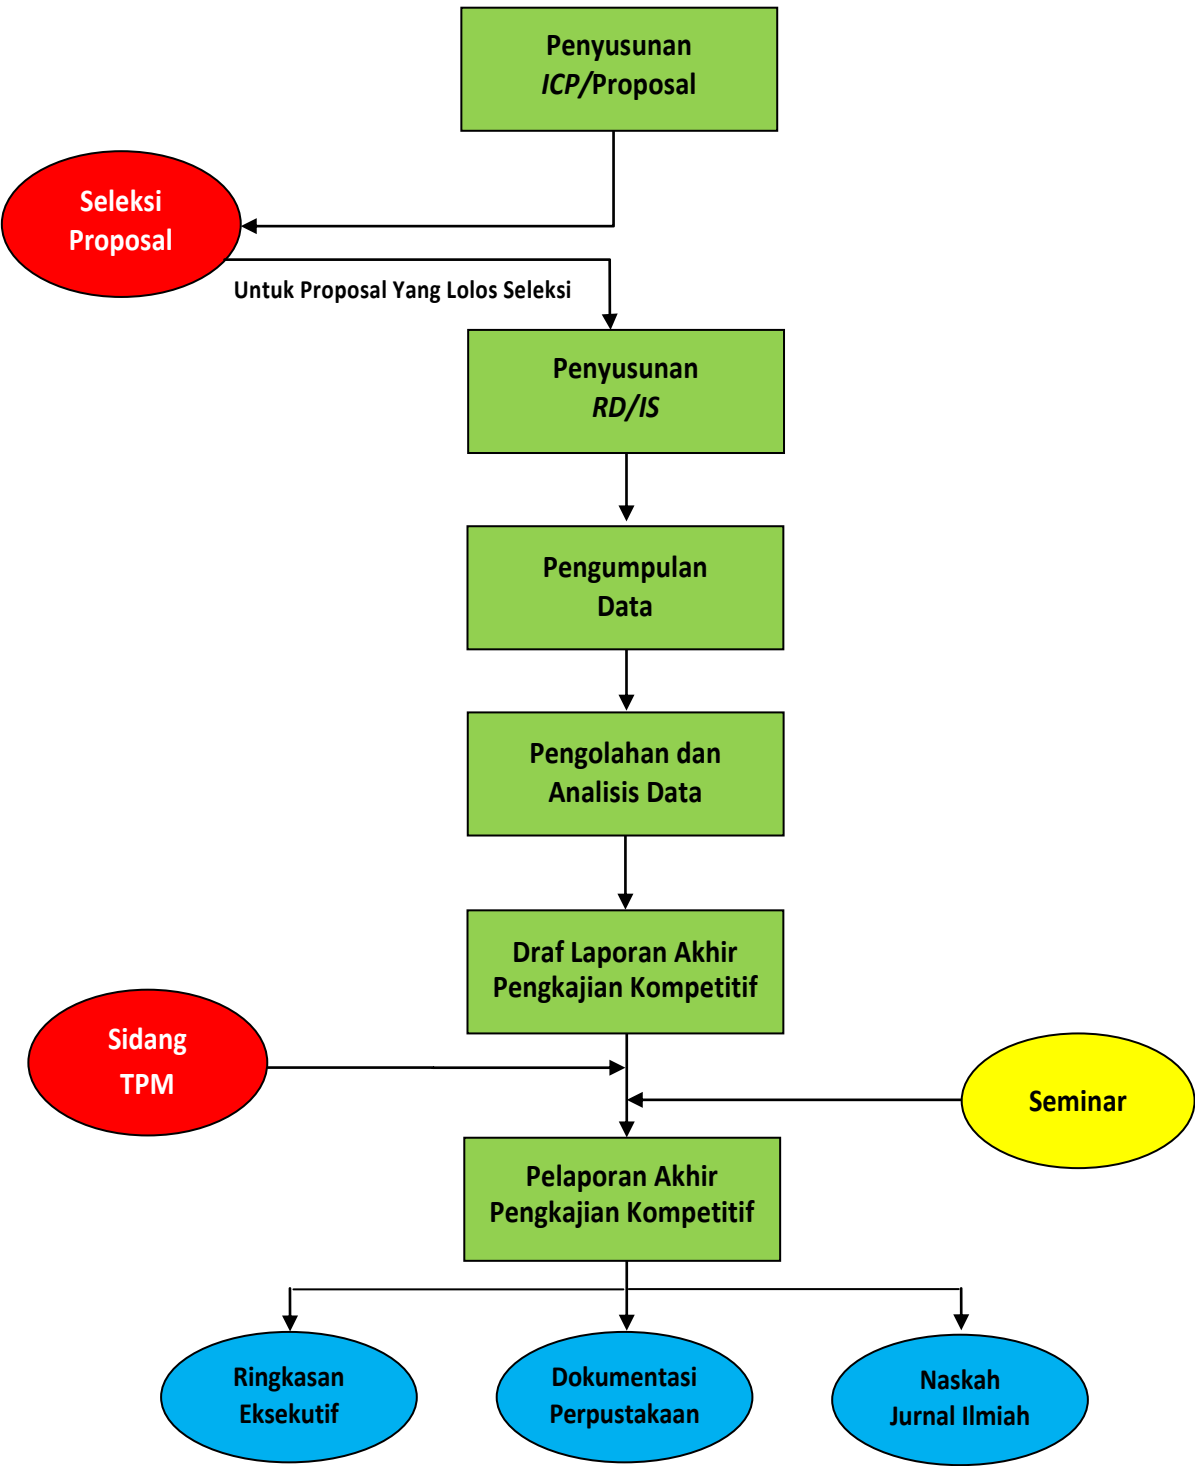 Penyusunan
ICP/Proposal
Seleksi
Proposal
Untuk Proposal Yang Lolos Seleksi
Penyusunan
RD/IS
Pengumpulan
Data
Pengolahan dan
Analisis Data
Draf Laporan Akhir
Pengkajian Kompetitif
Sidang
TPM
Seminar
Pelaporan Akhir
Pengkajian Kompetitif
Ringkasan
Eksekutif
Dokumentasi
Perpustakaan
Naskah
Jurnal Ilmiah